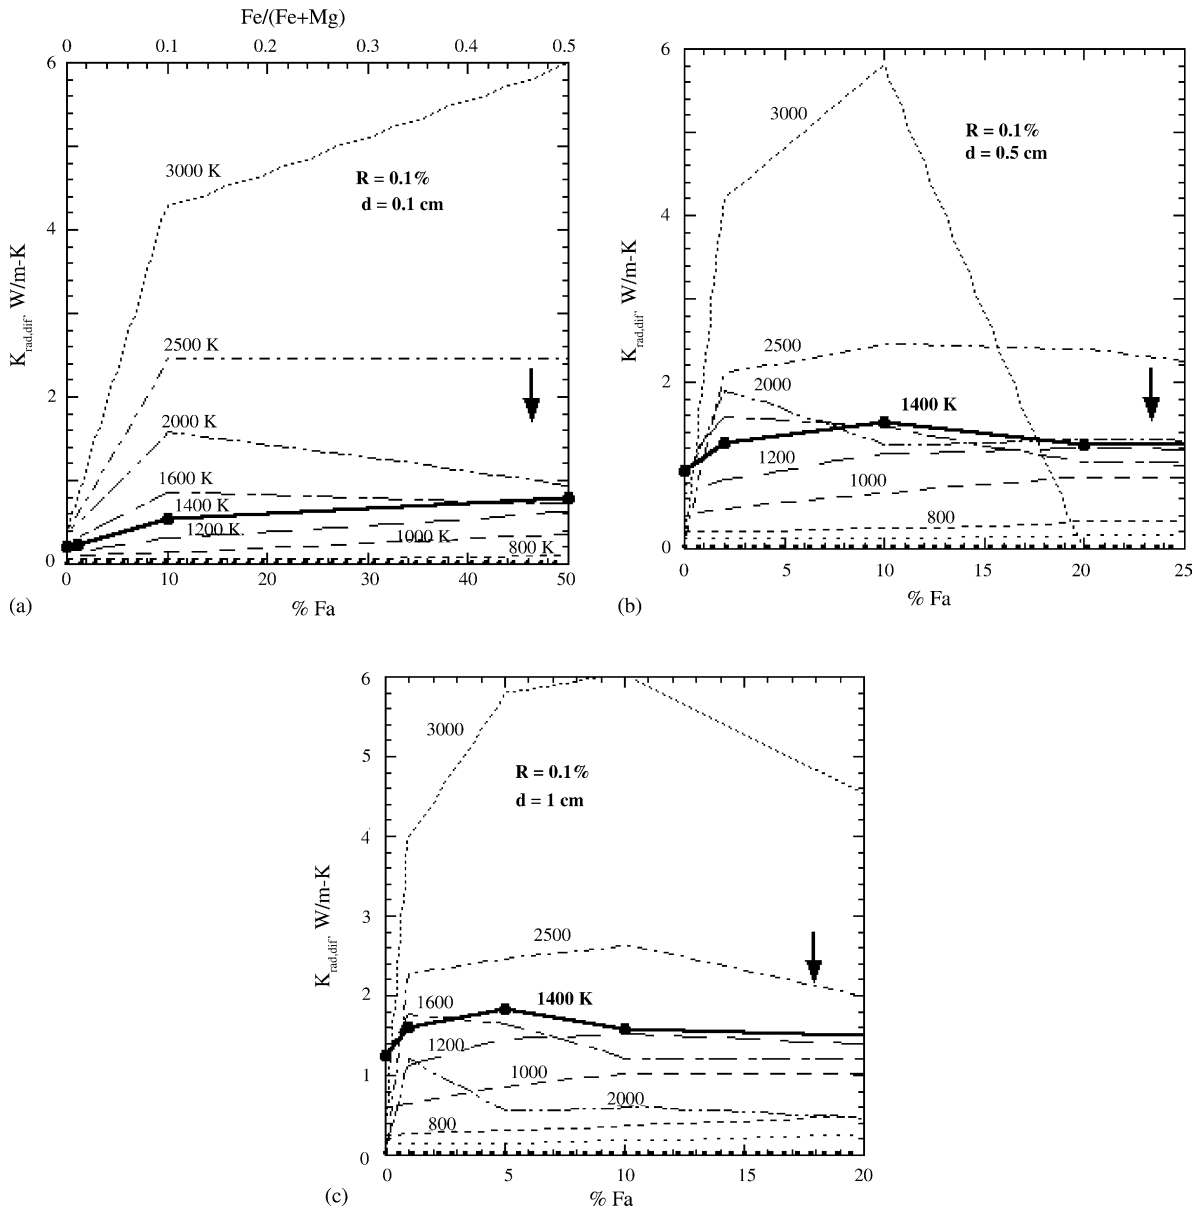 Fe/(Fe+Mg)
0 0.1 0.2 0.3 0.4 0.5
6
4
2
0
K rad,dif, W/m-K
3000 K
R = 0.1%
d = 0.1 cm
2500 K
2000 K
1600 K
1400 K
1200 K
1000 K
800 K
0 10 20 30 40 50
% Fa
(a)
6
4
2
0
K rad,dif, W/m-K
3000
R = 0.1%
d = 0.5 cm
2500
2000
1400 K
1200
1000
800
0 5 10 15 20 25
% Fa
(b)
6
5
4
3
2
1
0
K rad,dif, W/m-K
3000
R = 0.1%
d = 1 cm
2500
1600
1400 K
1200
1000
2000
800
0 5 10 15 20
% Fa
(c)